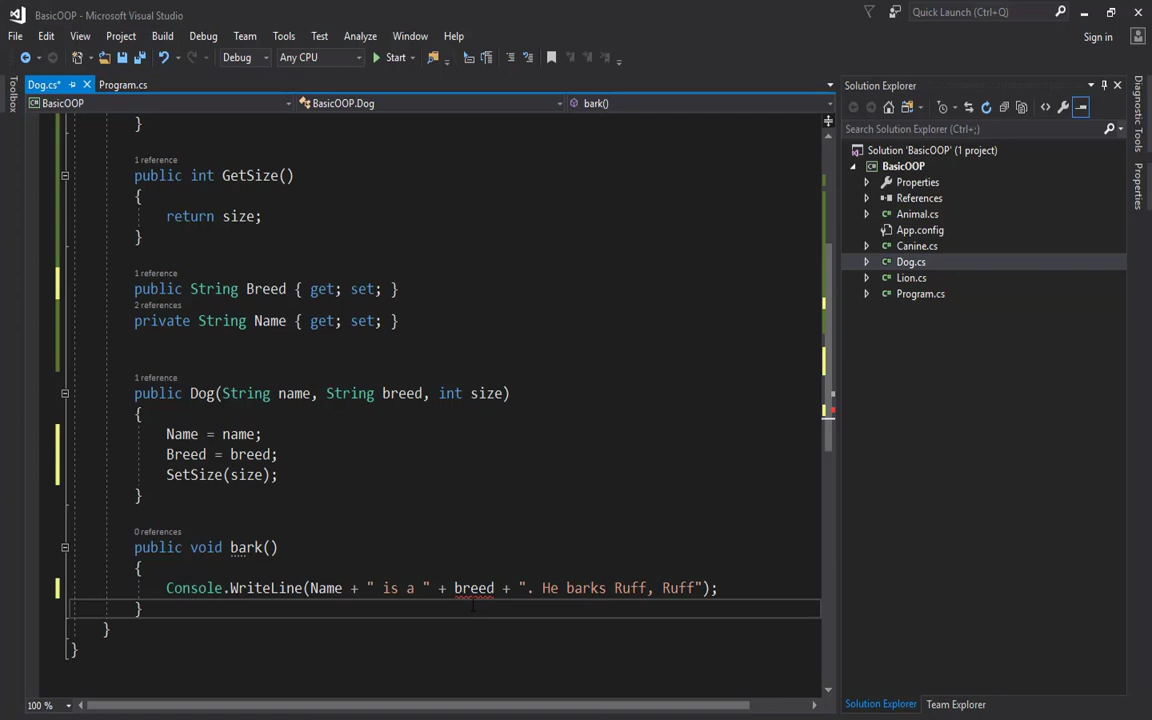 BasicOOP - Microsoft Visual Studio
Quick Launch (Ctrl+Q)
File Edit View Project Build Debug Team Tools Test Analyze Window Help
Sign in
Debug Any CPU Start
Toolbox
Dog.cs* Program.cs
BasicOOP BasicOOP.Dog bark()
}
1 reference
public int GetSize()
{
return size;
}
1 reference
public String Breed { get; set; }
2 references
private String Name { get; set; }
1 reference
public Dog(String name, String breed, int size)
{
Name = name;
Breed = breed;
SetSize(size);
}
0 references
public void bark()
{
Console.WriteLine(Name + " is a " + breed + ". He barks Ruff, Ruff");
}
}
}
100 %
Solution Explorer
Search Solution Explorer (Ctrl+;)
Solution 'BasicOOP' (1 project)
BasicOOP
Properties
References
Animal.cs
App.config
Canine.cs
Dog.cs
Lion.cs
Program.cs
Solution Explorer Team Explorer
Diagnostic Tools
Properties